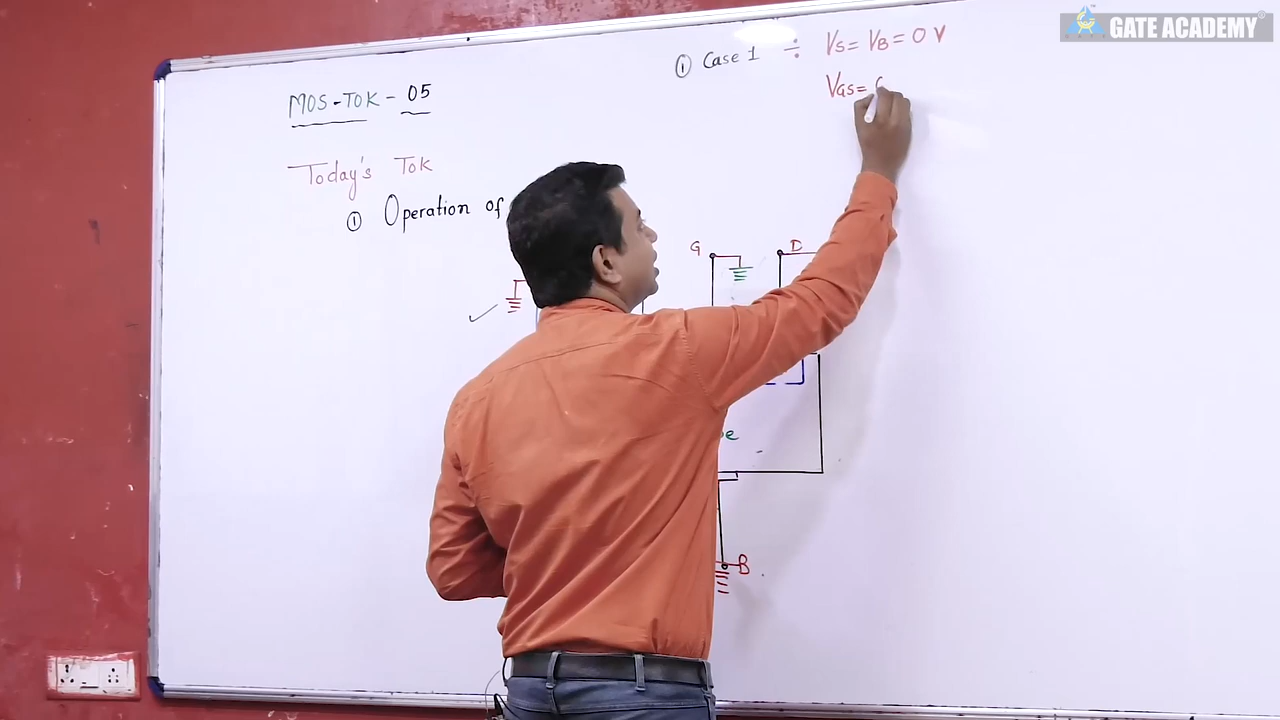 GATE ACADEMY
① Case 1 ÷ VS = VB = 0 V
VGS =
MOS-TOK - 05
Today's TOK
① Operation of
G
D
B